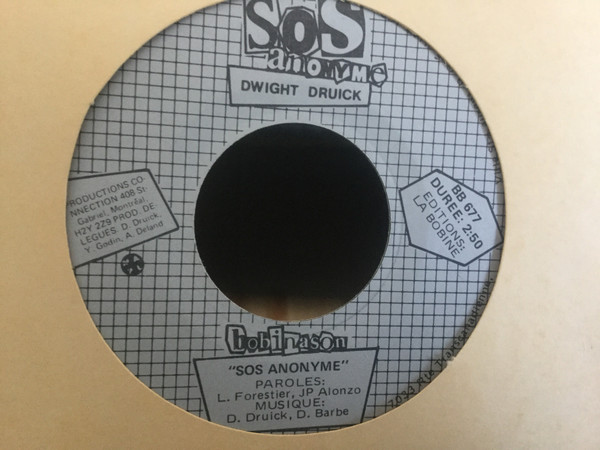 SOS
anonyme
DWIGHT DRUICK
PRODUCTIONS CO-
NNECTION 408 St-
Gabriel, Montréal,
H2Y 2Z9 PROD. DE-
LEGUES. D. Druick,
Y. Godin, A. Deland
BB 677
DUREE: 2:50
EDITIONS:
LA BOBINE
bobinason
"SOS ANONYME"
PAROLES:
L. Forestier, JP Alonzo
MUSIQUE:
D. Druick, D. Barbe